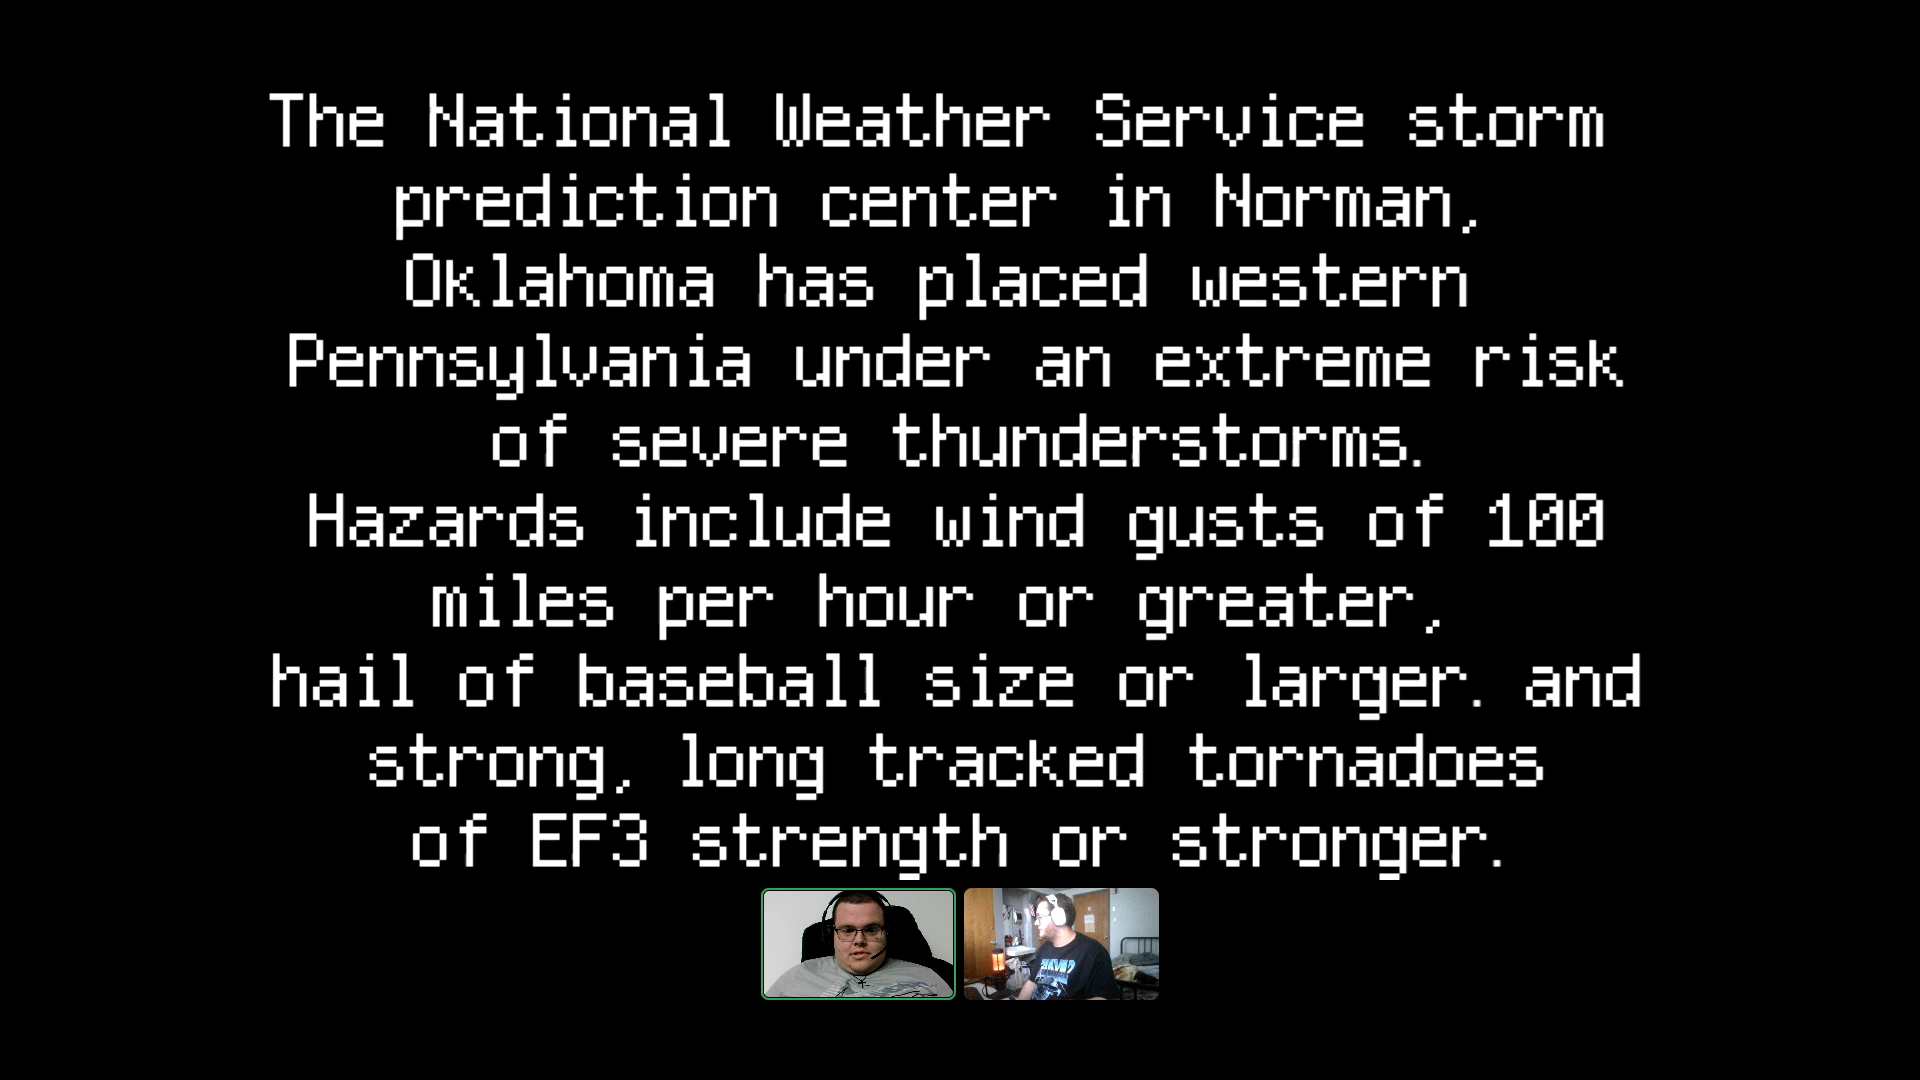 The National Weather Service storm
prediction center in Norman,
Oklahoma has placed western
Pennsylvania under an extreme risk
of severe thunderstorms.
Hazards include wind gusts of 100
miles per hour or greater,
hail of baseball size or larger. and
strong, long tracked tornadoes
of EF3 strength or stronger.